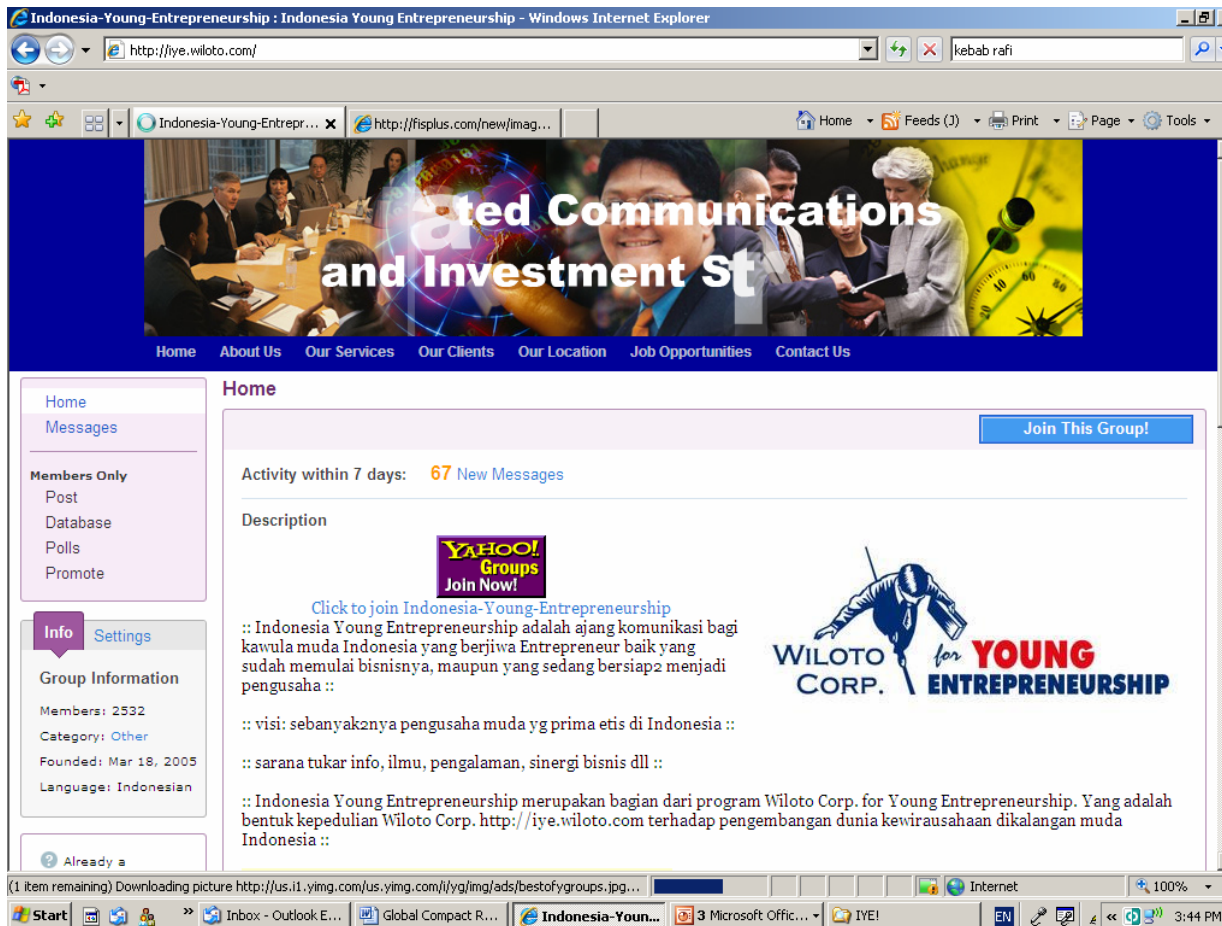 Indonesia-Young-Entrepreneurship : Indonesia Young Entrepreneurship - Windows Internet Explorer
http://iye.wiloto.com/
kebab rafi
Indonesia-Young-Entrepr...
http://fisplus.com/new/imag...
Home
Feeds (J)
Print
Page
Tools
ated Communications
and Investment St
Change
Home About Us Our Services Our Clients Our Location Job Opportunities Contact Us
Home
Messages
Members Only
Post
Database
Polls
Promote
Info Settings
Group Information
Members: 2532
Category: Other
Founded: Mar 18, 2005
Language: Indonesian
Already a
Home
Join This Group!
Activity within 7 days: 67 New Messages
Description
YAHOO!
Groups
Join Now!
Click to join Indonesia-Young-Entrepreneurship
:: Indonesia Young Entrepreneurship adalah ajang komunikasi bagi
kawula muda Indonesia yang berjiwa Entrepreneur baik yang
sudah memulai bisnisnya, maupun yang sedang bersiap2 menjadi
pengusaha ::
:: visi: sebanyak2nya pengusaha muda yg prima etis di Indonesia ::
:: sarana tukar info, ilmu, pengalaman, sinergi bisnis dll ::
:: Indonesia Young Entrepreneurship merupakan bagian dari program Wiloto Corp. for Young Entrepreneurship. Yang adalah
bentuk kepedulian Wiloto Corp. http://iye.wiloto.com terhadap pengembangan dunia kewirausahaan dikalangan muda
Indonesia ::
WILOTO CORP. for YOUNG ENTREPRENEURSHIP
(1 item remaining) Downloading picture http://us.i1.yimg.com/us.yimg.com/i/yg/img/ads/bestofygroups.jpg...
Internet
100%
Start
Inbox - Outlook E...
Global Compact R...
Indonesia-Youn...
3 Microsoft Offic...
IYE!
EN
3:44 PM